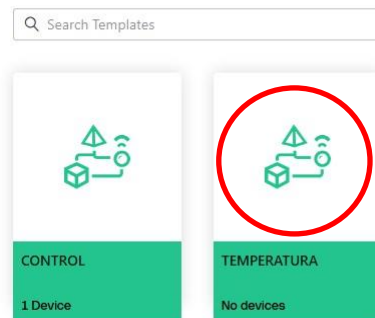 Search Templates
CONTROL
1 Device
TEMPERATURA
No devices